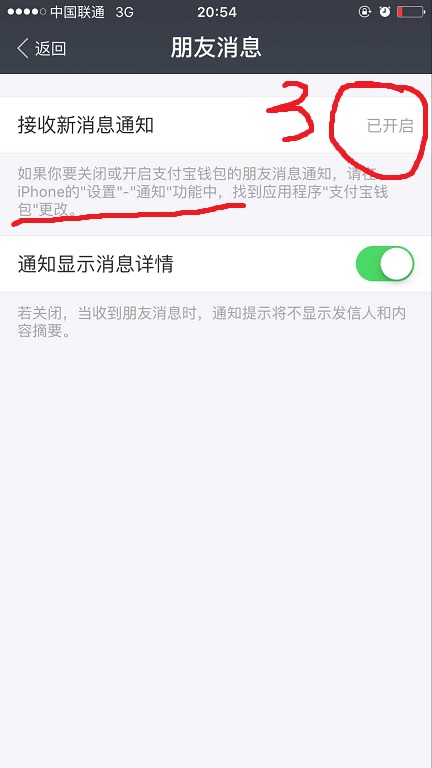 中国联通 3G 20:54
返回 朋友消息
3
接收新消息通知 已开启
如果你要关闭或开启支付宝钱包的朋友消息通知，请在
iPhone的"设置"-"通知"功能中，找到应用程序"支付宝钱
包"更改。
通知显示消息详情
若关闭，当收到朋友消息时，通知提示将不显示发信人和内
容摘要。